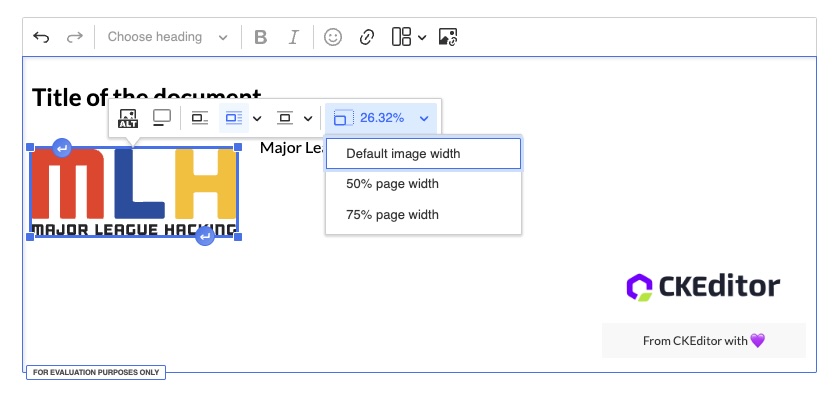 Choose heading
B I
Title of the document
ALT
26.32%
Major Lea
Default image width
50% page width
75% page width
MLH
MAJOR LEAGUE HACKING
CKEditor
From CKEditor with 💜
FOR EVALUATION PURPOSES ONLY